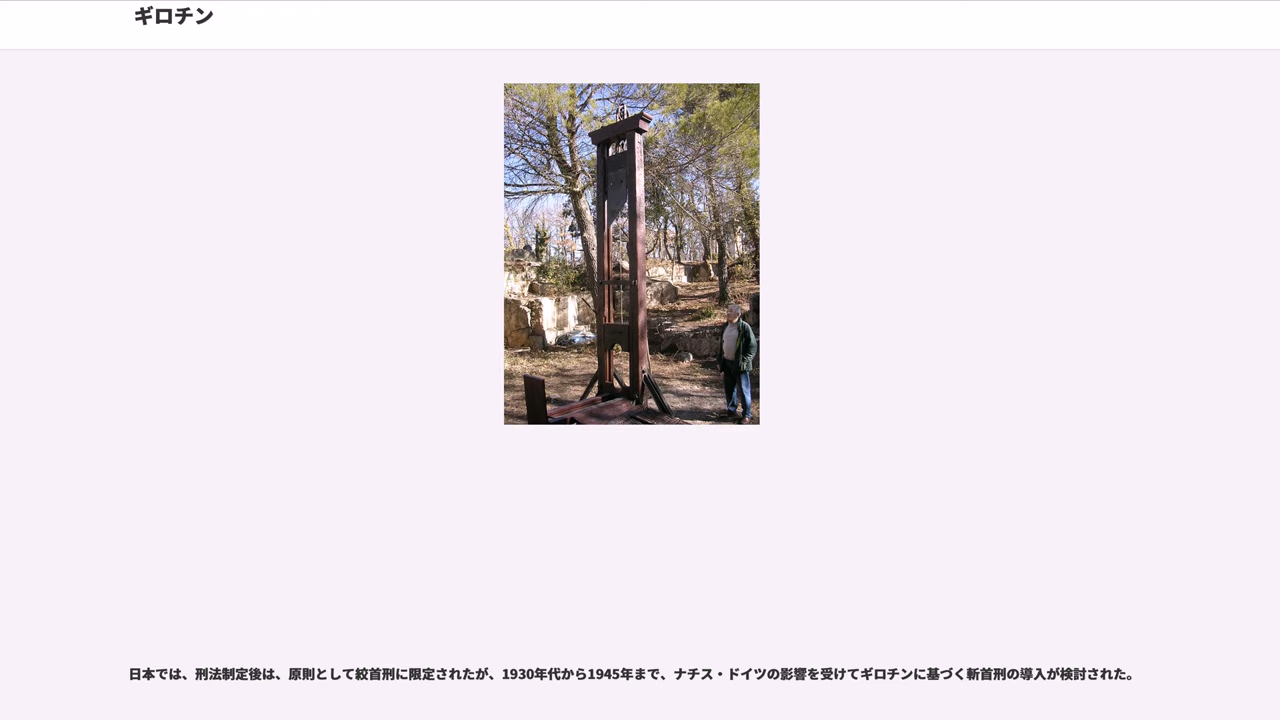 ギロチン
日本では、刑法制定後は、原則として絞首刑に限定されたが、1930年代から1945年まで、ナチス・ドイツの影響を受けてギロチンに基づく斬首刑の導入が検討された。